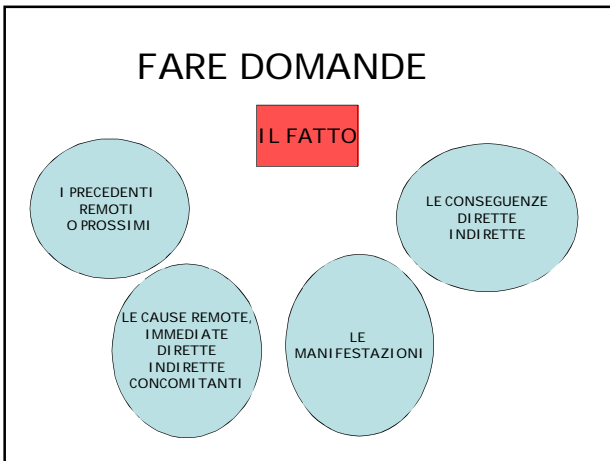 FARE DOMANDE
IL FATTO
I PRECEDENTI
REMOTI
O PROSSIMI
LE CONSEGUENZE
DIRETTE
INDIRETTE
LE CAUSE REMOTE,
IMMEDIATE
DIRETTE
INDIRETTE
CONCOMITANTI
LE
MANIFESTAZIONI